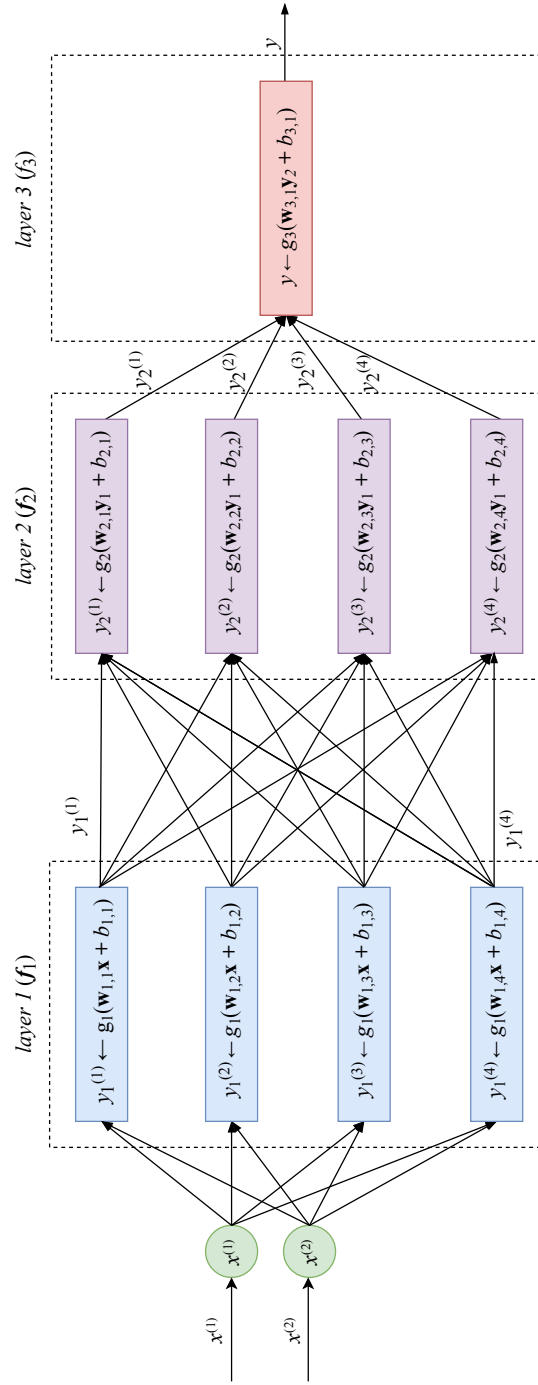 layer 1 (f₁)
layer 2 (f₂)
layer 3 (f₃)
x⁽¹⁾
x⁽²⁾
x⁽¹⁾
x⁽²⁾
y₁⁽¹⁾ ← g₁(w₁,₁x + b₁,₁)
y₁⁽²⁾ ← g₁(w₁,₂x + b₁,₂)
y₁⁽³⁾ ← g₁(w₁,₃x + b₁,₃)
y₁⁽⁴⁾ ← g₁(w₁,₄x + b₁,₄)
y₁⁽¹⁾
y₁⁽⁴⁾
y₂⁽¹⁾ ← g₂(w₂,₁y₁ + b₂,₁)
y₂⁽²⁾ ← g₂(w₂,₂y₁ + b₂,₂)
y₂⁽³⁾ ← g₂(w₂,₃y₁ + b₂,₃)
y₂⁽⁴⁾ ← g₂(w₂,₄y₁ + b₂,₄)
y₂⁽¹⁾
y₂⁽²⁾
y₂⁽³⁾
y₂⁽⁴⁾
y ← g₃(w₃,₁y₂ + b₃,₁)
y